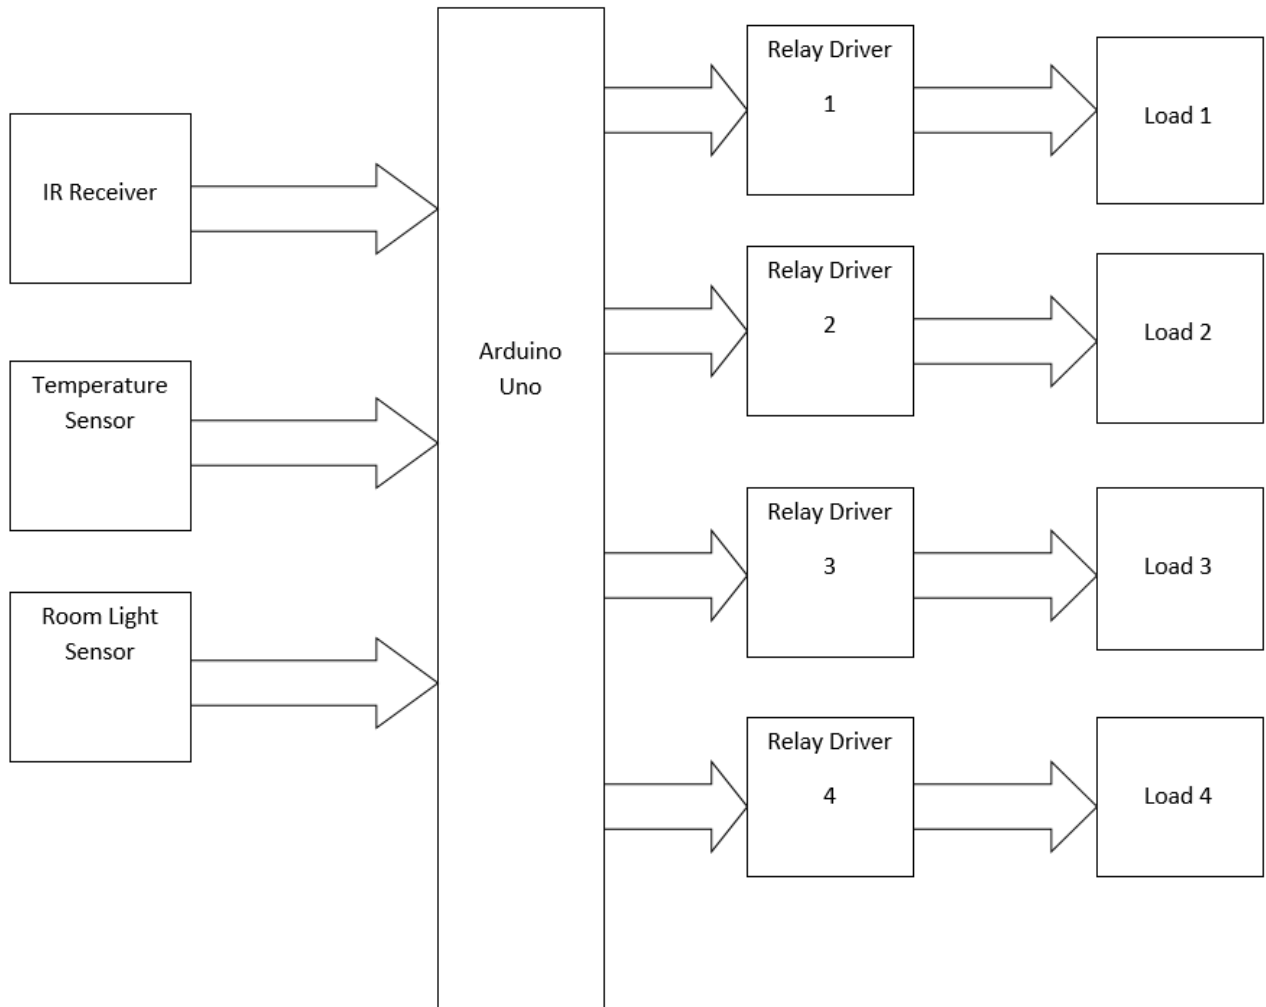 IR Receiver
Temperature
Sensor
Room Light
Sensor
Arduino
Uno
Relay Driver
1
Load 1
Relay Driver
2
Load 2
Relay Driver
3
Load 3
Relay Driver
4
Load 4